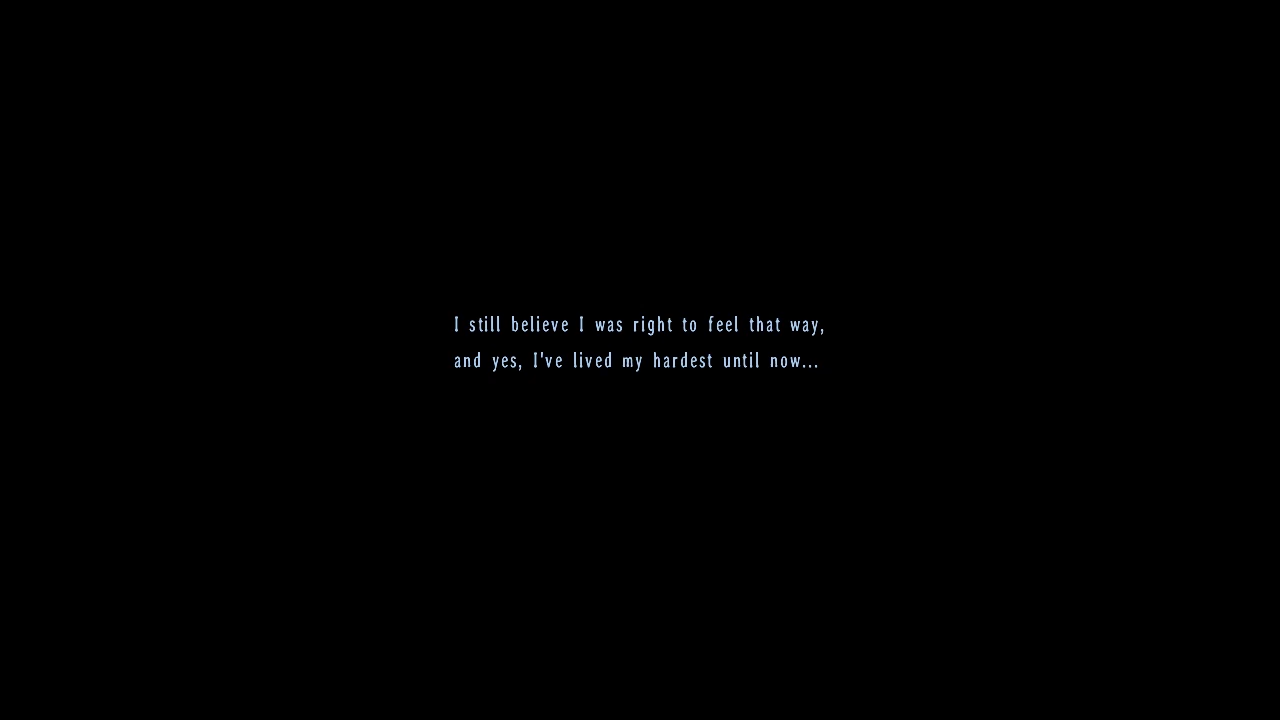 I still believe I was right to feel that way,
and yes, I've lived my hardest until now...